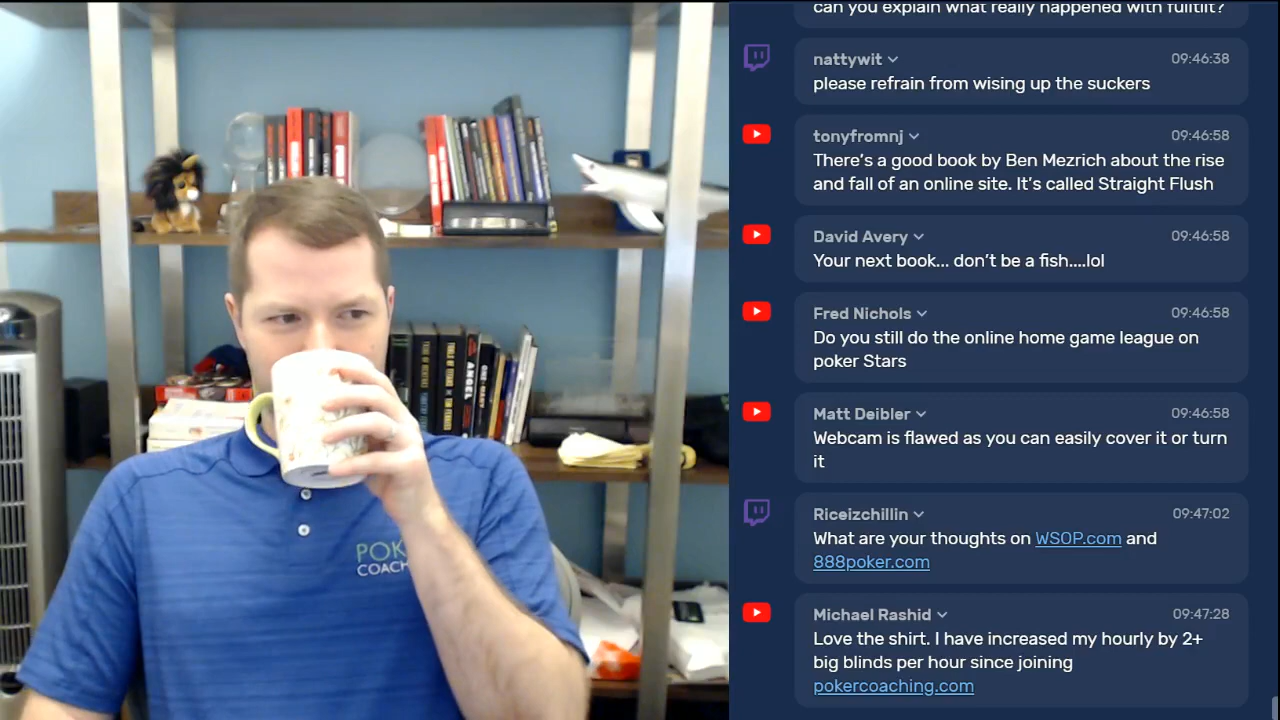 can you explain what really happened with fulltilt?
nattywit 09:46:38
please refrain from wising up the suckers
tonyfromnj 09:46:58
There's a good book by Ben Mezrich about the rise
and fall of an online site. It's called Straight Flush
David Avery 09:46:58
Your next book... don't be a fish....lol
Fred Nichols 09:46:58
Do you still do the online home game league on
poker Stars
Matt Deibler 09:46:58
Webcam is flawed as you can easily cover it or turn
it
Riceizchillin 09:47:02
What are your thoughts on WSOP.com and
888poker.com
Michael Rashid 09:47:28
Love the shirt. I have increased my hourly by 2+
big blinds per hour since joining
pokercoaching.com
POK
COACH
ANGEL